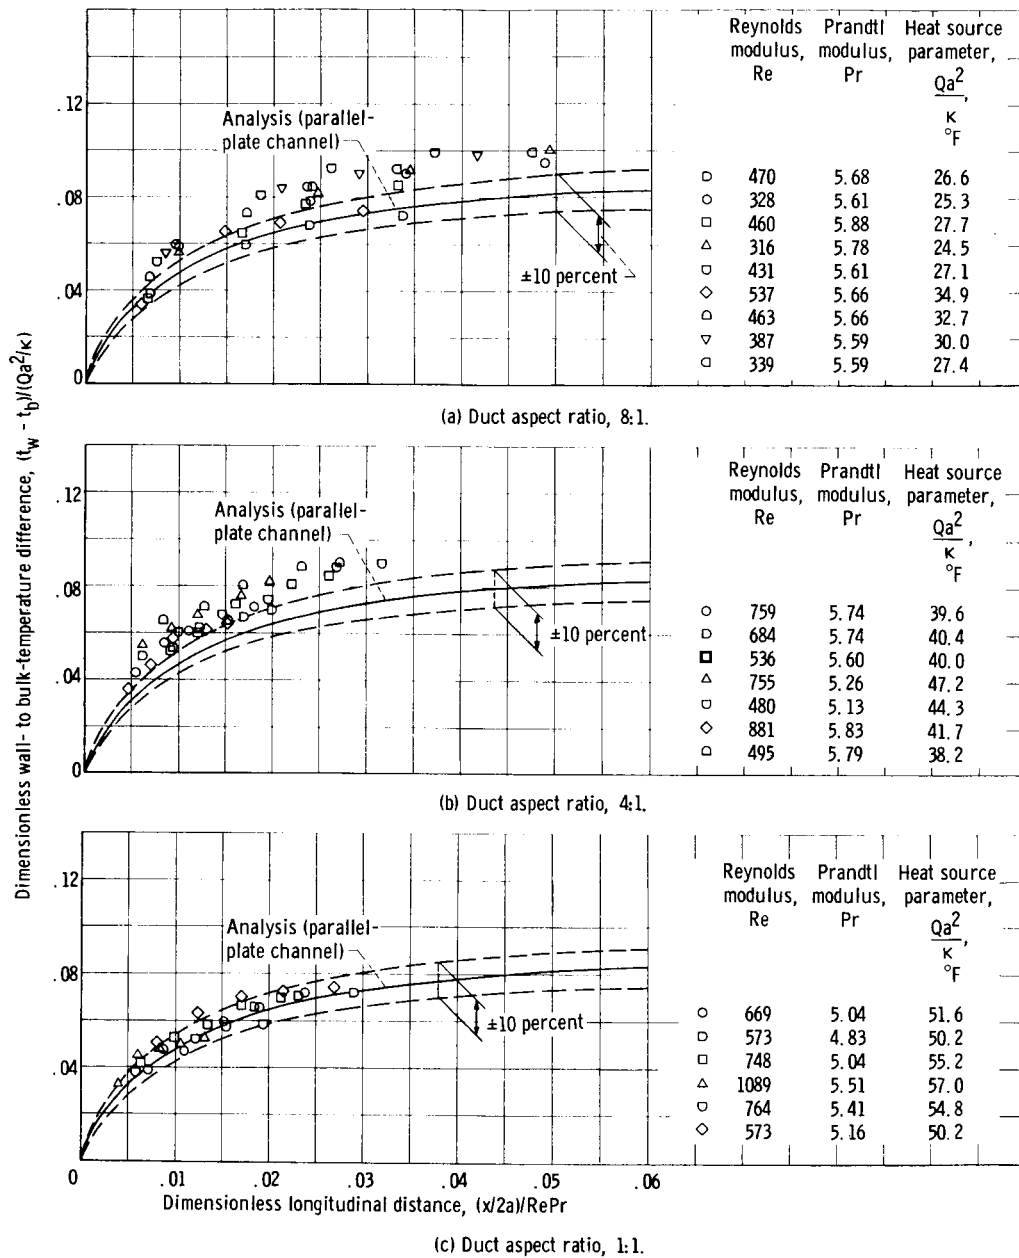 Dimensionless wall- to bulk-temperature difference, (t_w - t_b)/(Qa²/κ)
.12
.08
.04
0
Analysis (parallel-
plate channel)
±10 percent
Reynolds modulus, Re
Prandtl modulus, Pr
Heat source parameter, Qa²/κ, °F
470 5.68 26.6
328 5.61 25.3
460 5.88 27.7
316 5.78 24.5
431 5.61 27.1
537 5.66 34.9
463 5.66 32.7
387 5.59 30.0
339 5.59 27.4
(a) Duct aspect ratio, 8:1.
.12
.08
.04
0
Analysis (parallel-
plate channel)
±10 percent
Reynolds modulus, Re
Prandtl modulus, Pr
Heat source parameter, Qa²/κ, °F
759 5.74 39.6
684 5.74 40.4
536 5.60 40.0
755 5.26 47.2
480 5.13 44.3
881 5.83 41.7
495 5.79 38.2
(b) Duct aspect ratio, 4:1.
.12
.08
.04
Analysis (parallel-
plate channel)
±10 percent
Reynolds modulus, Re
Prandtl modulus, Pr
Heat source parameter, Qa²/κ, °F
669 5.04 51.6
573 4.83 50.2
748 5.04 55.2
1089 5.51 57.0
764 5.41 54.8
573 5.16 50.2
0 .01 .02 .03 .04 .05 .06
Dimensionless longitudinal distance, (x/2a)/RePr
(c) Duct aspect ratio, 1:1.